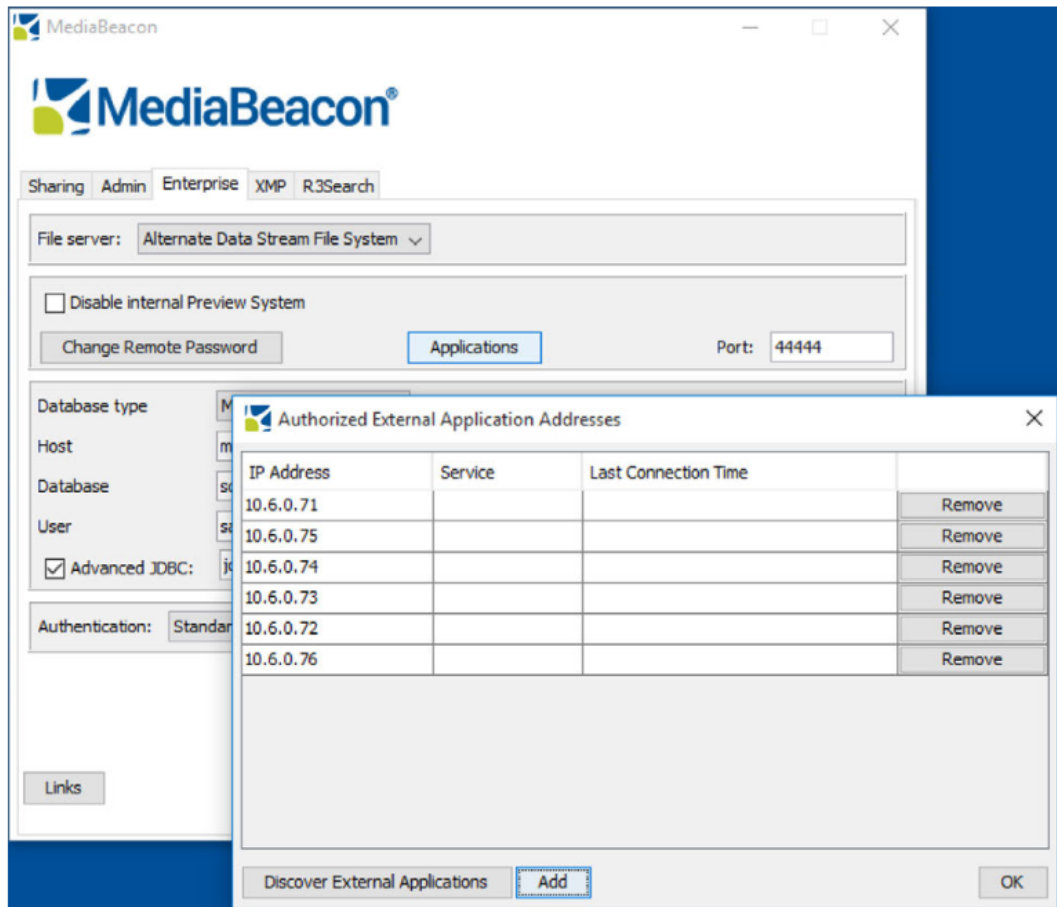 MediaBeacon
MediaBeacon®
Sharing Admin Enterprise XMP R3Search
File server: Alternate Data Stream File System
Disable internal Preview System
Change Remote Password Applications Port: 44444
Database type M
Host m
Database
User
Advanced JDBC:
Authentication: Standar
Links
Authorized External Application Addresses
IP Address Service Last Connection Time
10.6.0.71 Remove
10.6.0.75 Remove
10.6.0.74 Remove
10.6.0.73 Remove
10.6.0.72 Remove
10.6.0.76 Remove
Discover External Applications Add OK